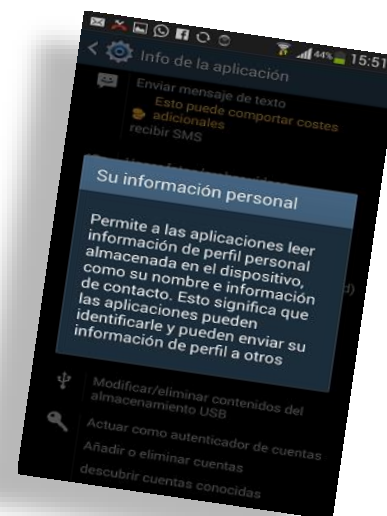 44% 15:51
Info de la aplicación
Enviar mensaje de texto
Esto puede comportar costes
adicionales
recibir SMS
Su información personal
Permite a las aplicaciones leer
información de perfil personal
almacenada en el dispositivo,
como su nombre e información
de contacto. Esto significa que
las aplicaciones pueden
identificarle y pueden enviar su
información de perfil a otros
Modificar/eliminar contenidos del
almacenamiento USB
Actuar como autenticador de cuentas
Añadir o eliminar cuentas
descubrir cuentas conocidas